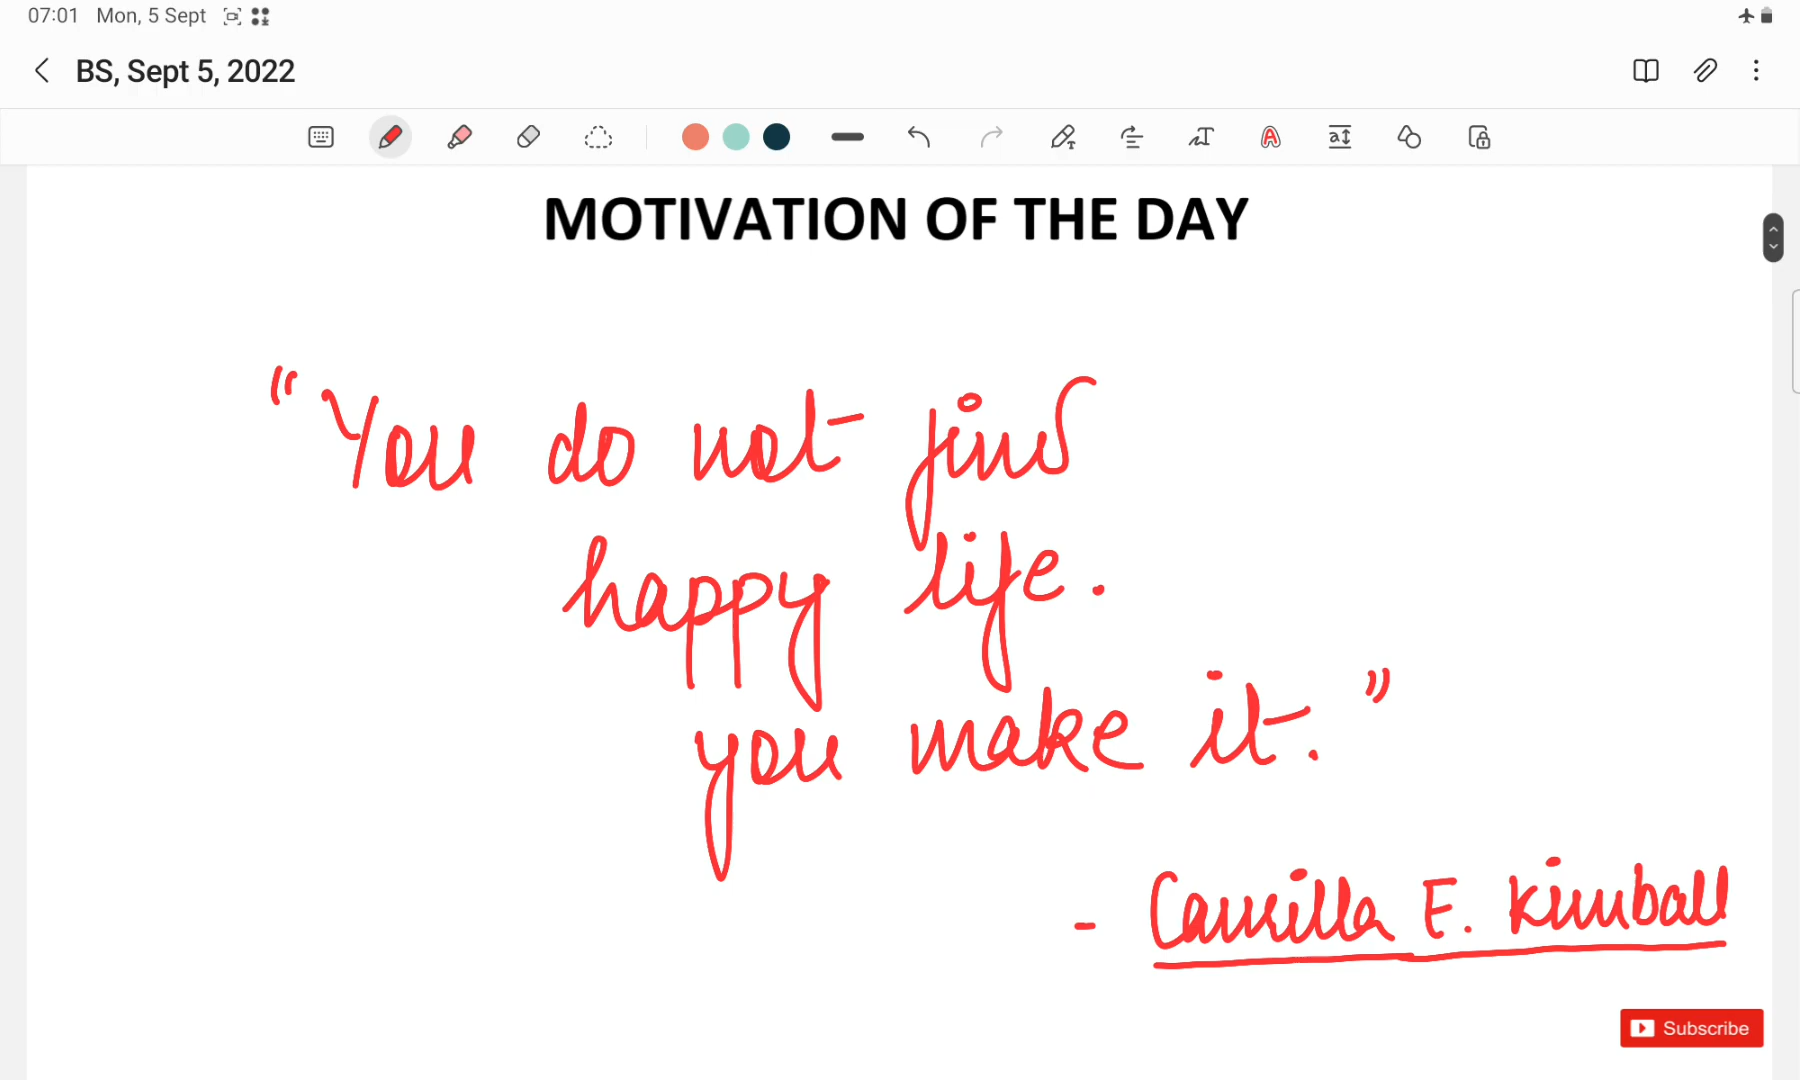 07:01 Mon, 5 Sept
BS, Sept 5, 2022
MOTIVATION OF THE DAY
"You do not find
happy life.
you make it."
- Camilla E. Kimball
Subscribe